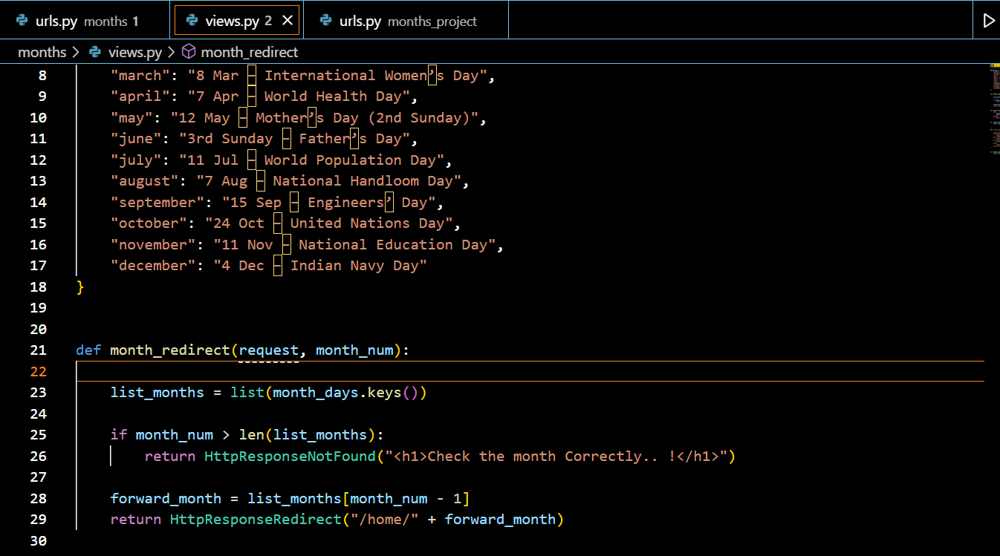 urls.py months 1 views.py 2 urls.py months_project
months > views.py > month_redirect
8 "march": "8 Mar – International Women’s Day",
9 "april": "7 Apr – World Health Day",
10 "may": "12 May – Mother’s Day (2nd Sunday)",
11 "june": "3rd Sunday – Father’s Day",
12 "july": "11 Jul – World Population Day",
13 "august": "7 Aug – National Handloom Day",
14 "september": "15 Sep – Engineers’ Day",
15 "october": "24 Oct – United Nations Day",
16 "november": "11 Nov – National Education Day",
17 "december": "4 Dec – Indian Navy Day"
18 }
19
20
21 def month_redirect(request, month_num):
22
23 list_months = list(month_days.keys())
24
25 if month_num > len(list_months):
26 return HttpResponseNotFound("<h1>Check the month Correctly.. !</h1>")
27
28 forward_month = list_months[month_num - 1]
29 return HttpResponseRedirect("/home/" + forward_month)
30